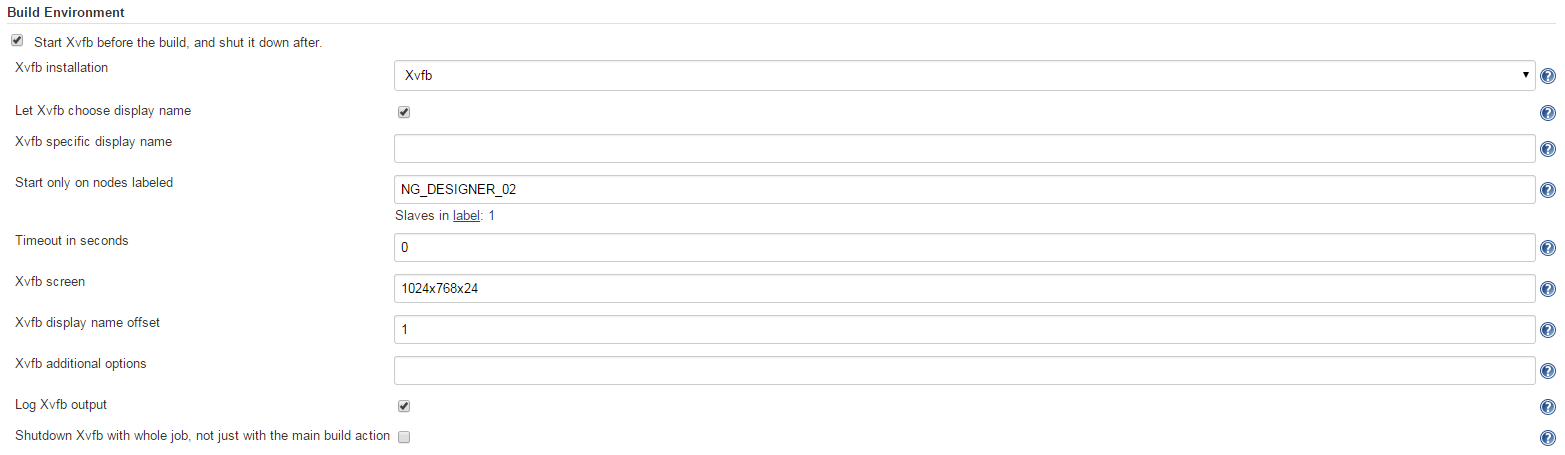 Build Environment
Start Xvfb before the build, and shut it down after.
Xvfb installation
Xvfb
Let Xvfb choose display name
Xvfb specific display name
Start only on nodes labeled
NG_DESIGNER_02
Slaves in label: 1
Timeout in seconds
0
Xvfb screen
1024x768x24
Xvfb display name offset
1
Xvfb additional options
Log Xvfb output
Shutdown Xvfb with whole job, not just with the main build action